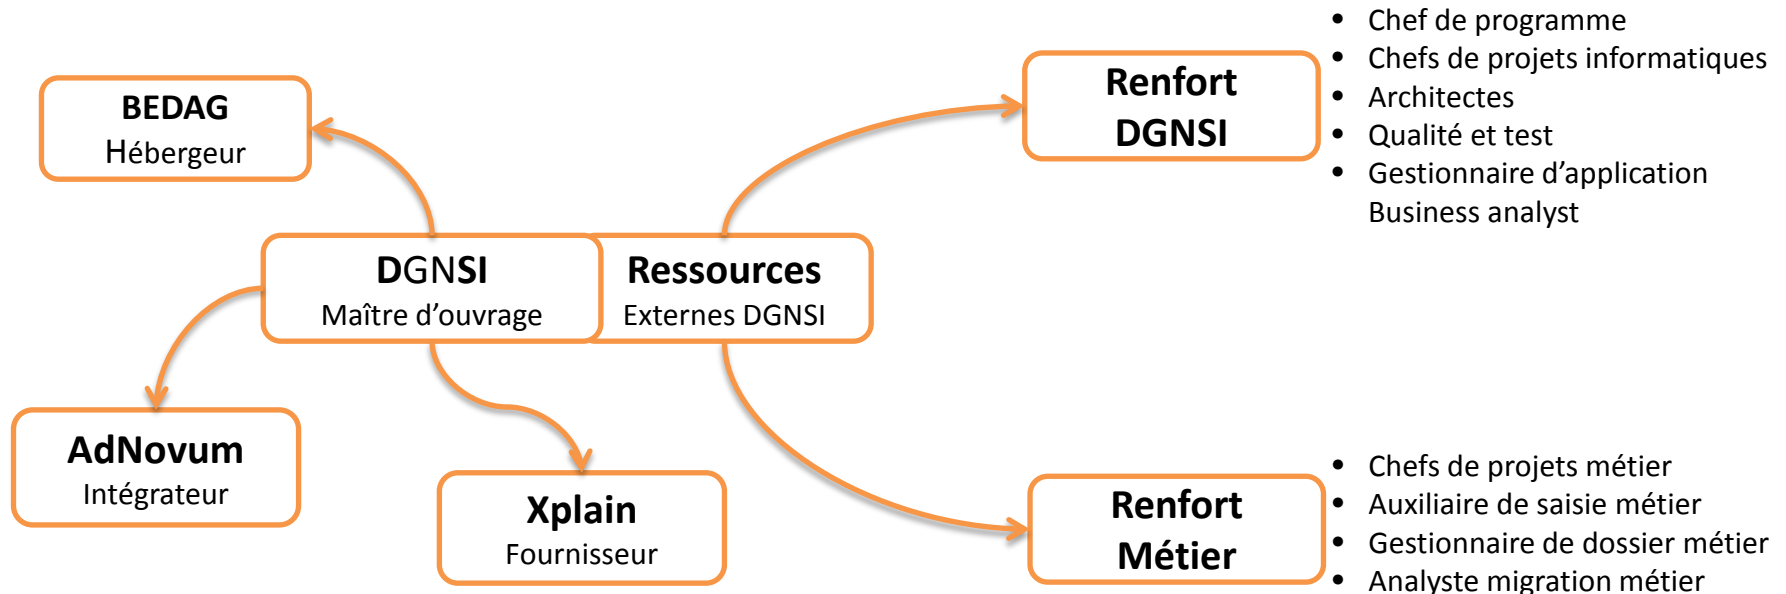 BEDAG
Hébergeur
DGNSI
Maître d’ouvrage
Ressources
Externes DGNSI
AdNovum
Intégrateur
Xplain
Fournisseur
Renfort
DGNSI
• Chef de programme
• Chefs de projets informatiques
• Architectes
• Qualité et test
• Gestionnaire d’application
Business analyst
Renfort
Métier
• Chefs de projets métier
• Auxiliaire de saisie métier
• Gestionnaire de dossier métier
• Analyste migration métier